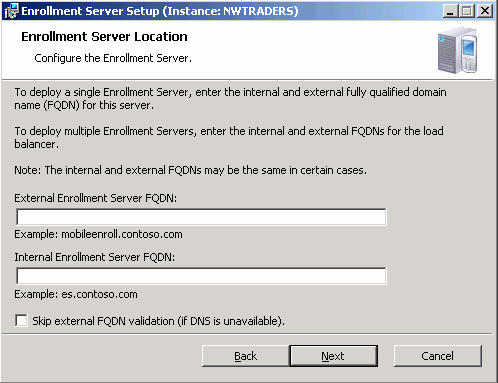 Enrollment Server Setup (Instance: NWTRADERS)
Enrollment Server Location
Configure the Enrollment Server.
To deploy a single Enrollment Server, enter the internal and external fully qualified domain
name (FQDN) for this server.
To deploy multiple Enrollment Servers, enter the internal and external FQDNs for the load
balancer.
Note: The internal and external FQDNs may be the same in certain cases.
External Enrollment Server FQDN:
Example: mobileenroll.contoso.com
Internal Enrollment Server FQDN:
Example: es.contoso.com
Skip external FQDN validation (if DNS is unavailable).
Back Next Cancel